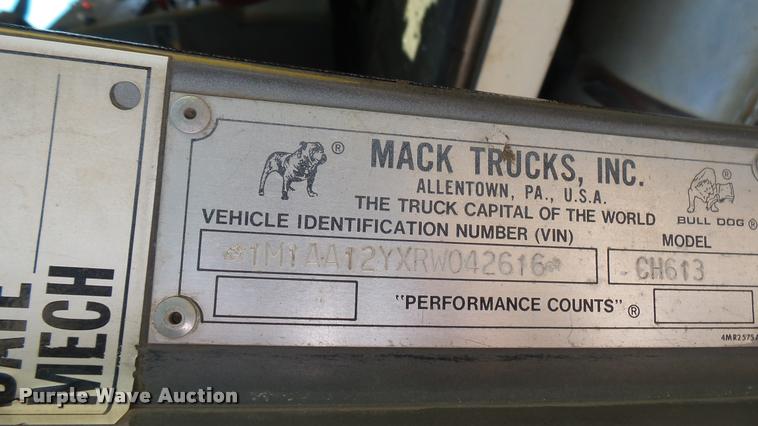 MACK TRUCKS, INC.
ALLENTOWN, PA., U.S.A.
THE TRUCK CAPITAL OF THE WORLD
®
BULL DOG®
VEHICLE IDENTIFICATION NUMBER (VIN)
MODEL
*1M1AA12YXRW042616*
CH613
"PERFORMANCE COUNTS"®
4MR2575A
MECH
Purple Wave Auction